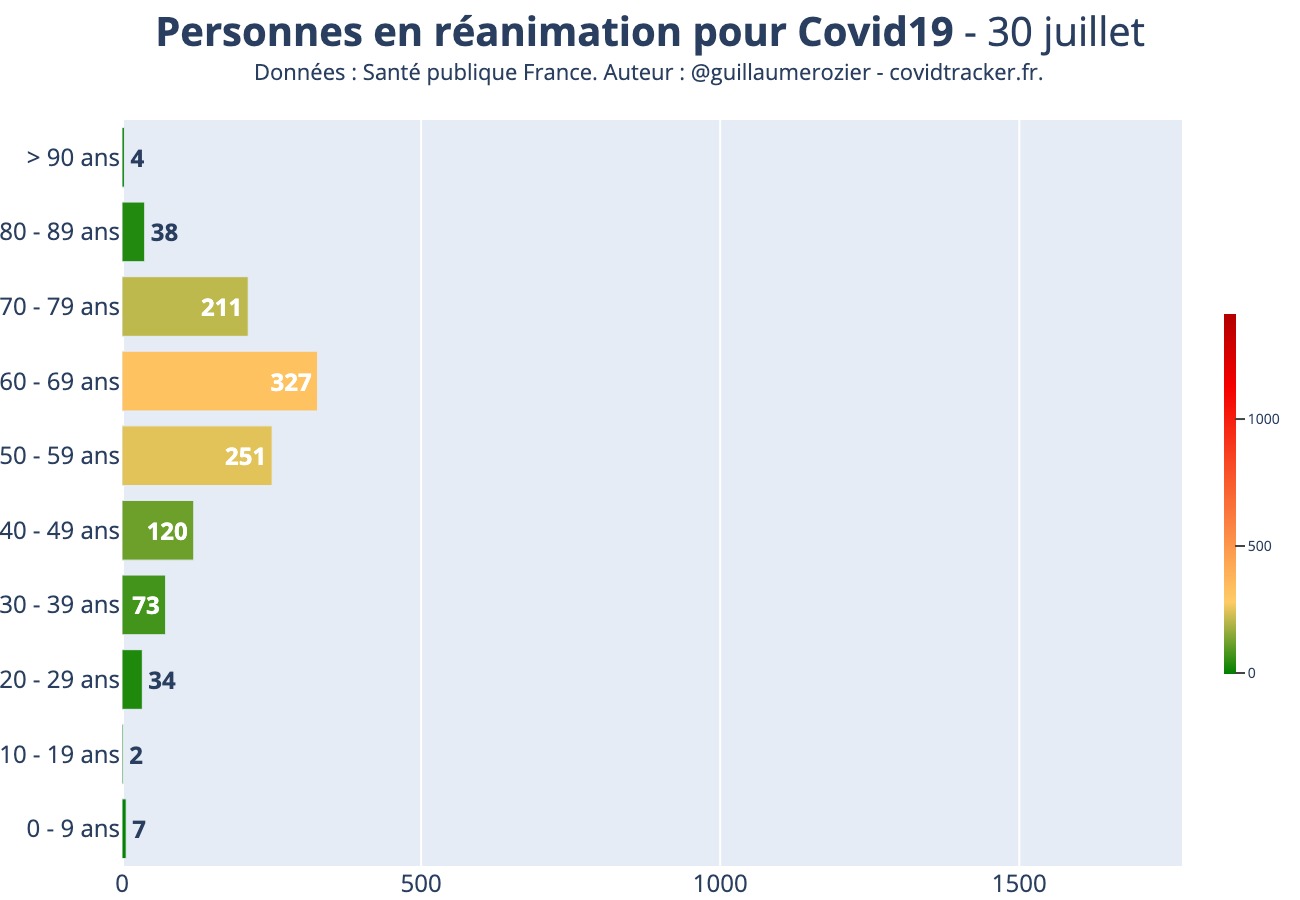 Personnes en réanimation pour Covid19 - 30 juillet
Données : Santé publique France. Auteur : @guillaumerozier - covidtracker.fr.
> 90 ans 4
80 - 89 ans 38
70 - 79 ans 211
60 - 69 ans 327
50 - 59 ans 251
40 - 49 ans 120
30 - 39 ans 73
20 - 29 ans 34
10 - 19 ans 2
0 - 9 ans 7
0 500 1000 1500
1000
500
0